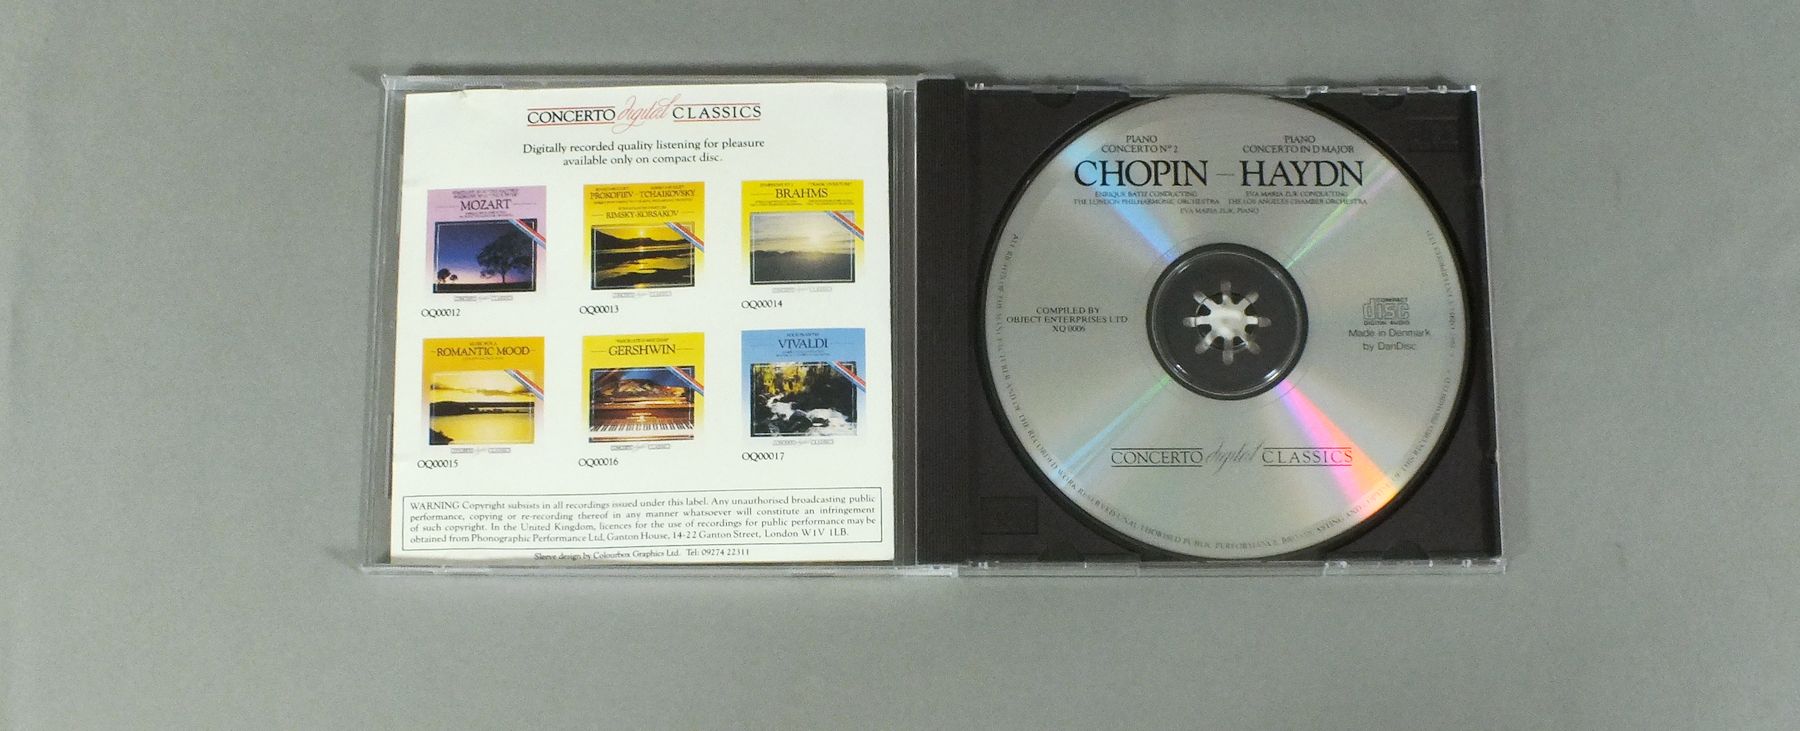 CONCERTO digital CLASSICS
Digitally recorded quality listening for pleasure
available only on compact disc.
MOZART
OQ00012
PROKOFIEV - TCHAIKOVSKY
RIMSKY-KORSAKOV
OQ00013
BRAHMS
OQ00014
ROMANTIC MOOD
OQ00015
GERSHWIN
OQ00016
VIVALDI
OQ00017
WARNING Copyright subsists in all recordings issued under this label. Any unauthorised broadcasting public
performance, copying or re-recording thereof in any manner whatsoever will constitute an infringement
of such copyright. In the United Kingdom, licences for the use of recordings for public performance may be
obtained from Phonographic Performance Ltd, Ganton House, 14-22 Ganton Street, London W1V 1LB.
Sleeve design by Colourbox Graphics Ltd. Tel: 09274 22311
PIANO
CONCERTO Nº 2
CHOPIN
ENRIQUE BATIZ CONDUCTING
THE LONDON PHILHARMONIC ORCHESTRA
PIANO
CONCERTO IN D MAJOR
HAYDN
EVA MARIA ZUK CONDUCTING
THE LOS ANGELES CHAMBER ORCHESTRA
EVA MARIA ZUK, PIANO
COMPILED BY
OBJECT ENTERPRISES LTD
XQ 0006
COMPACT
disc
DIGITAL AUDIO
Made in Denmark
by DanDisc
CONCERTO digital CLASSICS